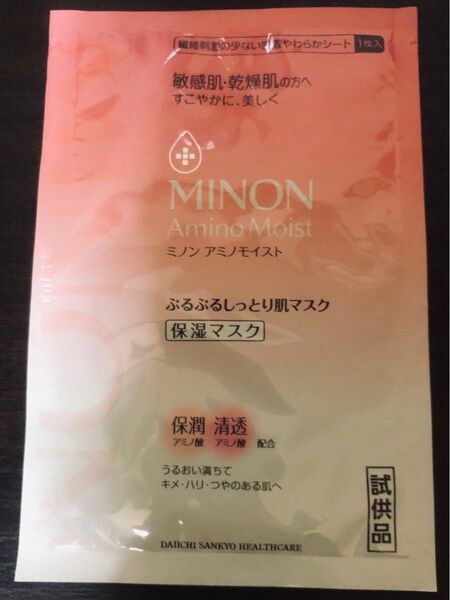 繊維刺激の少ない密着やわらかシート 1枚入
敏感肌・乾燥肌の方へ
すこやかに、美しく
MINON
Amino Moist
ミノン アミノモイスト
ぷるぷるしっとり肌マスク
保湿マスク
保潤 清透
アミノ酸 アミノ酸 配合
うるおい満ちて
キメ・ハリ・つやのある肌へ
試供品
DAIICHI SANKYO HEALTHCARE
MINON